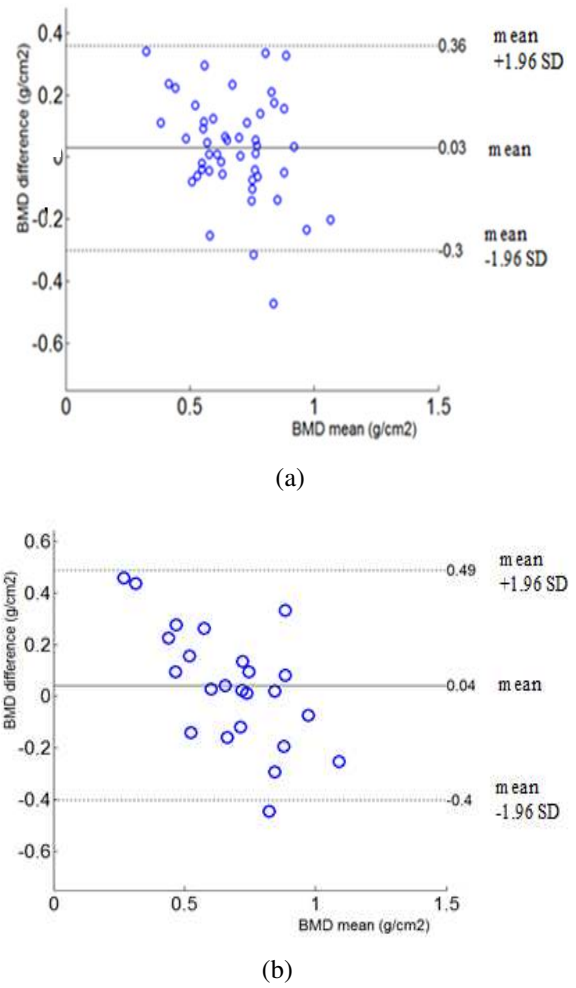 0.4
0.36
mean
+1.96 SD
0.2
0.03
mean
-0.2
-0.3
mean
-1.96 SD
-0.4
-0.6
0
0.5
1
1.5
BMD difference (g/cm2)
BMD mean (g/cm2)
(a)
0.6
0.49
mean
+1.96 SD
0.4
0.2
0.04
mean
0
-0.2
-0.4
-0.4
mean
-1.96 SD
-0.6
0
0.5
1
1.5
BMD difference (g/cm2)
BMD mean (g/cm2)
(b)